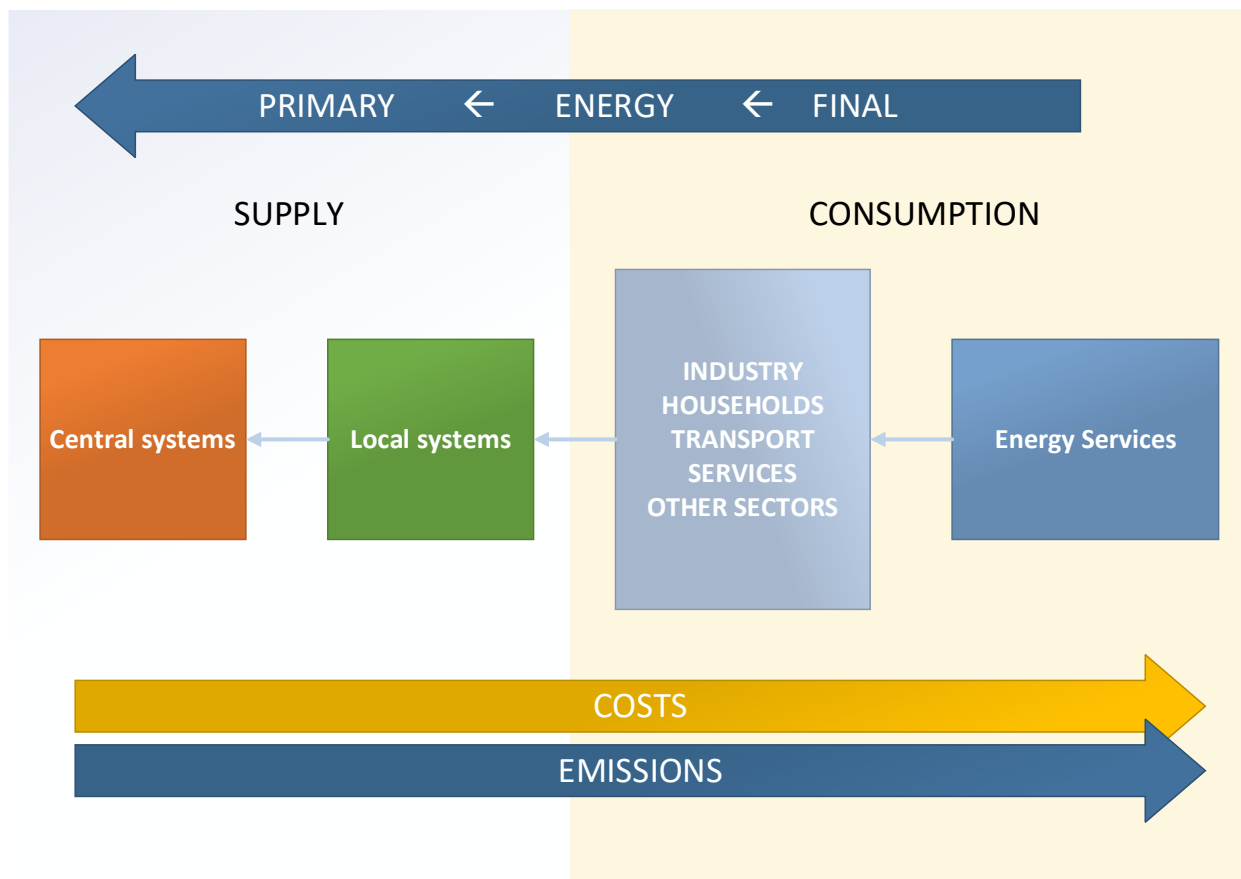 PRIMARY ← ENERGY ← FINAL
SUPPLY
CONSUMPTION
Central systems
Local systems
INDUSTRY
HOUSEHOLDS
TRANSPORT
SERVICES
OTHER SECTORS
Energy Services
COSTS
EMISSIONS